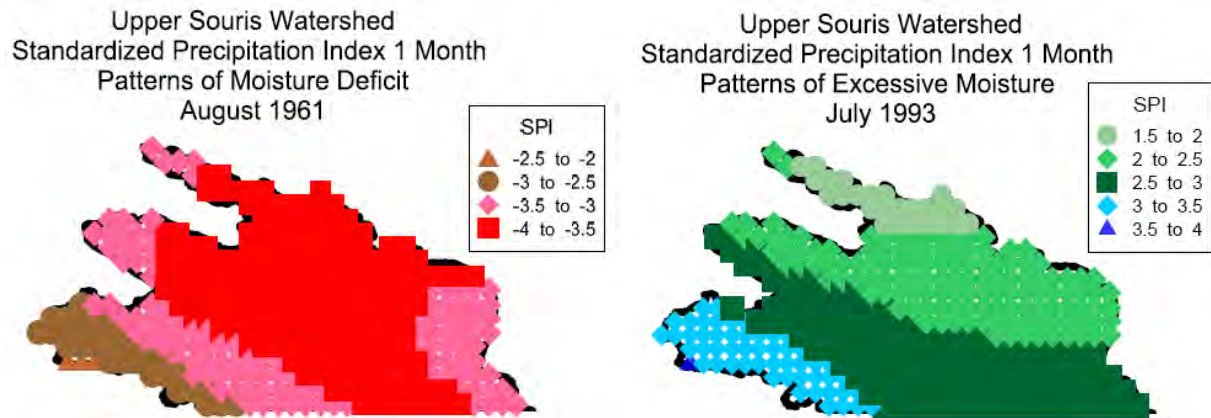 Upper Souris Watershed
Standardized Precipitation Index 1 Month
Patterns of Moisture Deficit
August 1961
SPI
-2.5 to -2
-3 to -2.5
-3.5 to -3
-4 to -3.5
Upper Souris Watershed
Standardized Precipitation Index 1 Month
Patterns of Excessive Moisture
July 1993
SPI
1.5 to 2
2 to 2.5
2.5 to 3
3 to 3.5
3.5 to 4